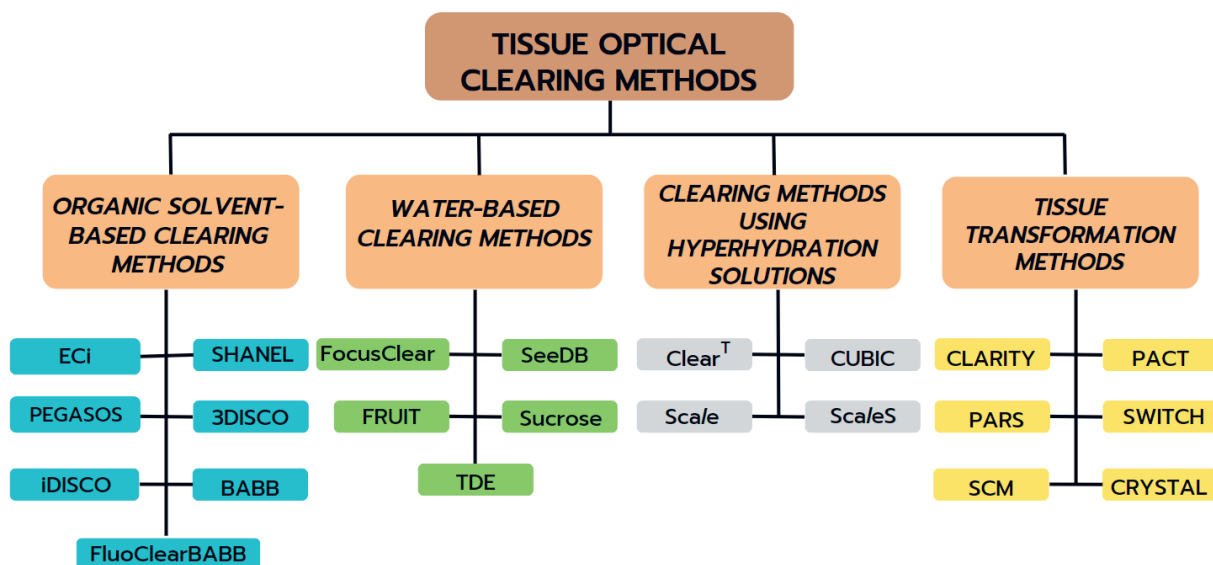 TISSUE OPTICAL
CLEARING METHODS
ORGANIC SOLVENT-
BASED CLEARING
METHODS
WATER-BASED
CLEARING METHODS
CLEARING METHODS
USING
HYPERHYDRATION
SOLUTIONS
TISSUE
TRANSFORMATION
METHODS
ECi
SHANEL
PEGASOS
3DISCO
iDISCO
BABB
FluoClearBABB
FocusClear
SeeDB
FRUIT
Sucrose
TDE
Clear^T
CUBIC
Scale
ScaleS
CLARITY
PACT
PARS
SWITCH
SCM
CRYSTAL